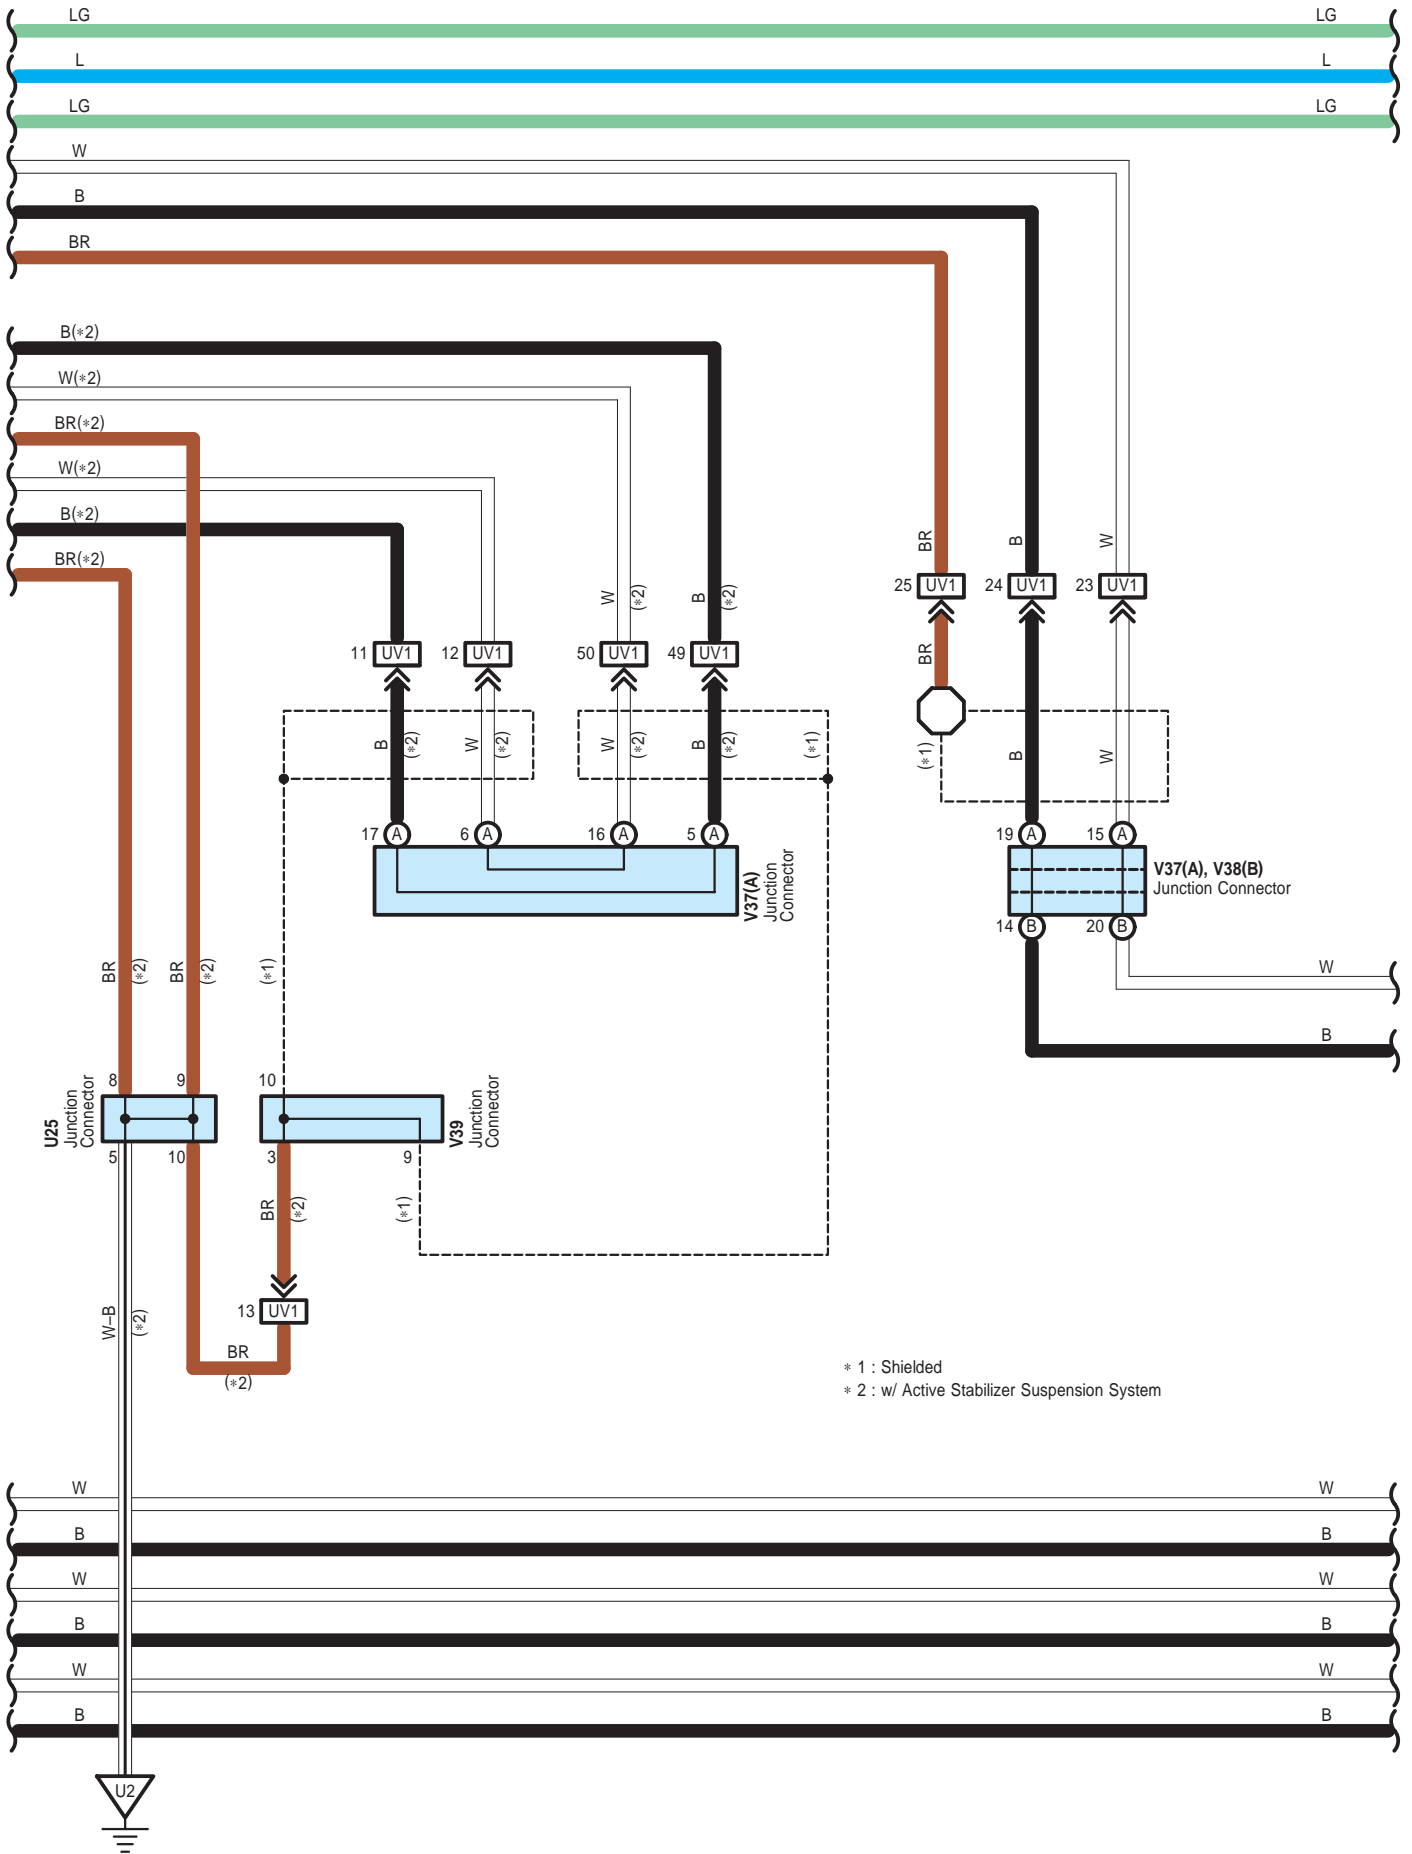 LG LG
L L
LG LG
W
B
BR
B(*2)
W(*2)
BR(*2)
W(*2)
B(*2)
BR(*2)
BR B W
25 UV1 24 UV1 23 UV1
W (*2) B (*2)
BR
11 UV1 12 UV1 50 UV1 49 UV1
B (*2) W (*2) W (*2) B (*2) (*1)
(*1) B W
17 A 6 A 16 A 5 A
19 A 15 A
V37(A)
Junction
Connector
V37(A), V38(B)
Junction Connector
14 B 20 B
BR (*2) BR (*2) (*1)
W
B
8 9 10
U25
Junction
Connector
V39
Junction
Connector
5 10 3 9
BR (*2) (*1)
W–B (*2)
13 UV1
BR
(*2)
* 1 : Shielded
* 2 : w/ Active Stabilizer Suspension System
W W
B B
W W
B B
W W
B B
U2